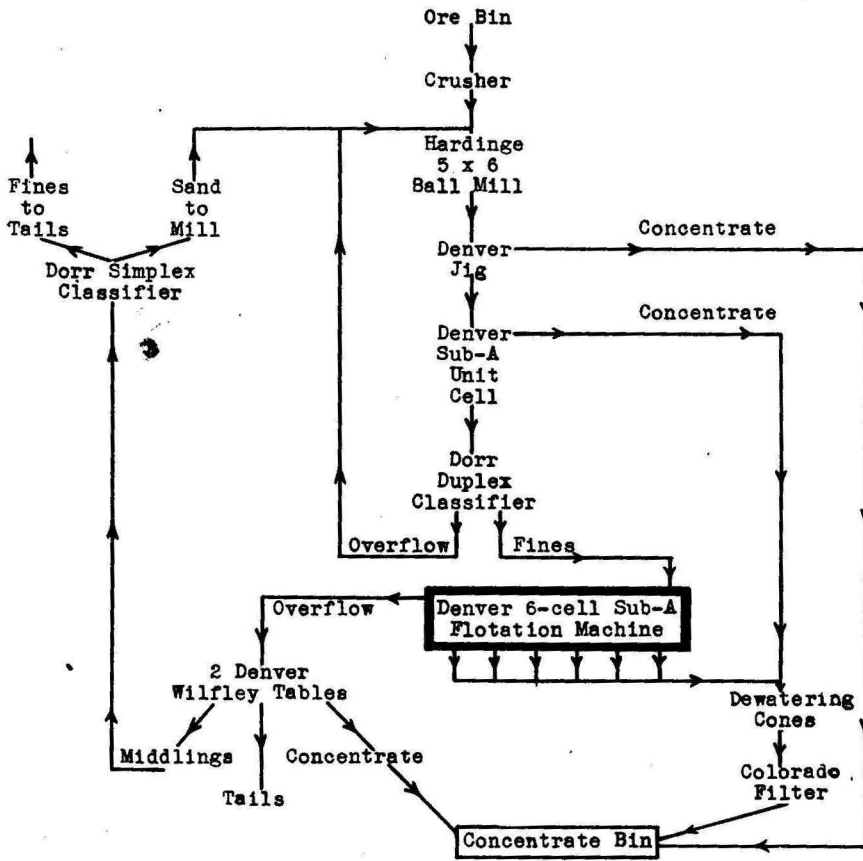 Ore Bin
Crusher
Hardinge
5 x 6
Ball Mill
Fines
to
Tails
Sand
to
Mill
Dorr Simplex
Classifier
Denver
Jig
Concentrate
Denver
Sub-A
Unit
Cell
Concentrate
Dorr
Duplex
Classifier
Overflow
Fines
Denver 6-cell Sub-A
Flotation Machine
Overflow
2 Denver
Wilfley Tables
Middlings
Tails
Concentrate
Dewatering
Cones
Colorado
Filter
Concentrate Bin